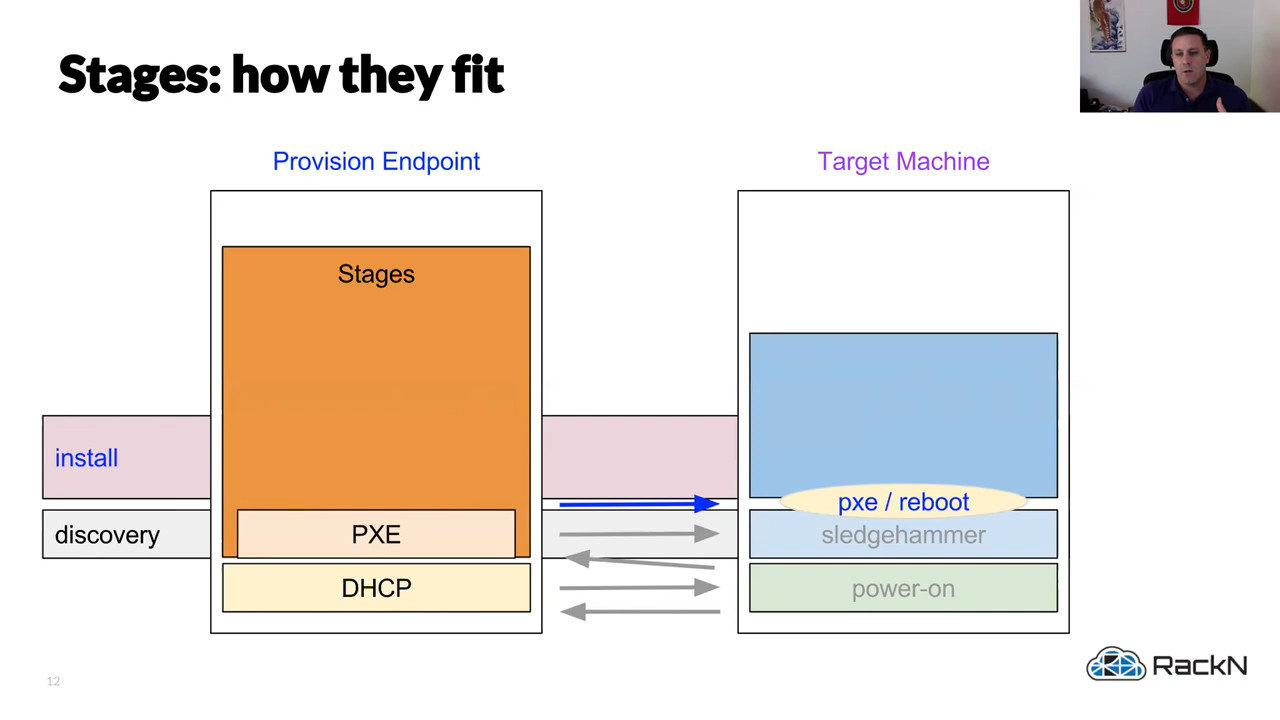 Stages: how they fit
Provision Endpoint
Target Machine
Stages
install
pxe / reboot
discovery
PXE
sledgehammer
DHCP
power-on
RackN
12